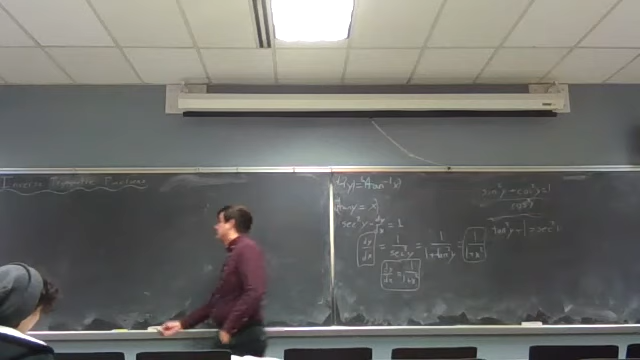 Inverse Trigonometric Functions
(y) = (tan⁻¹x)
(tan y = x)
sec²y · dy/dx = 1
dy/dx = 1/sec²y = 1/(1+tan²y) = 1/(1+x²)
dy/dx = 1/(1+x²)
sin²y + cos²y = 1
cos²y
tan²y + 1 = sec²y